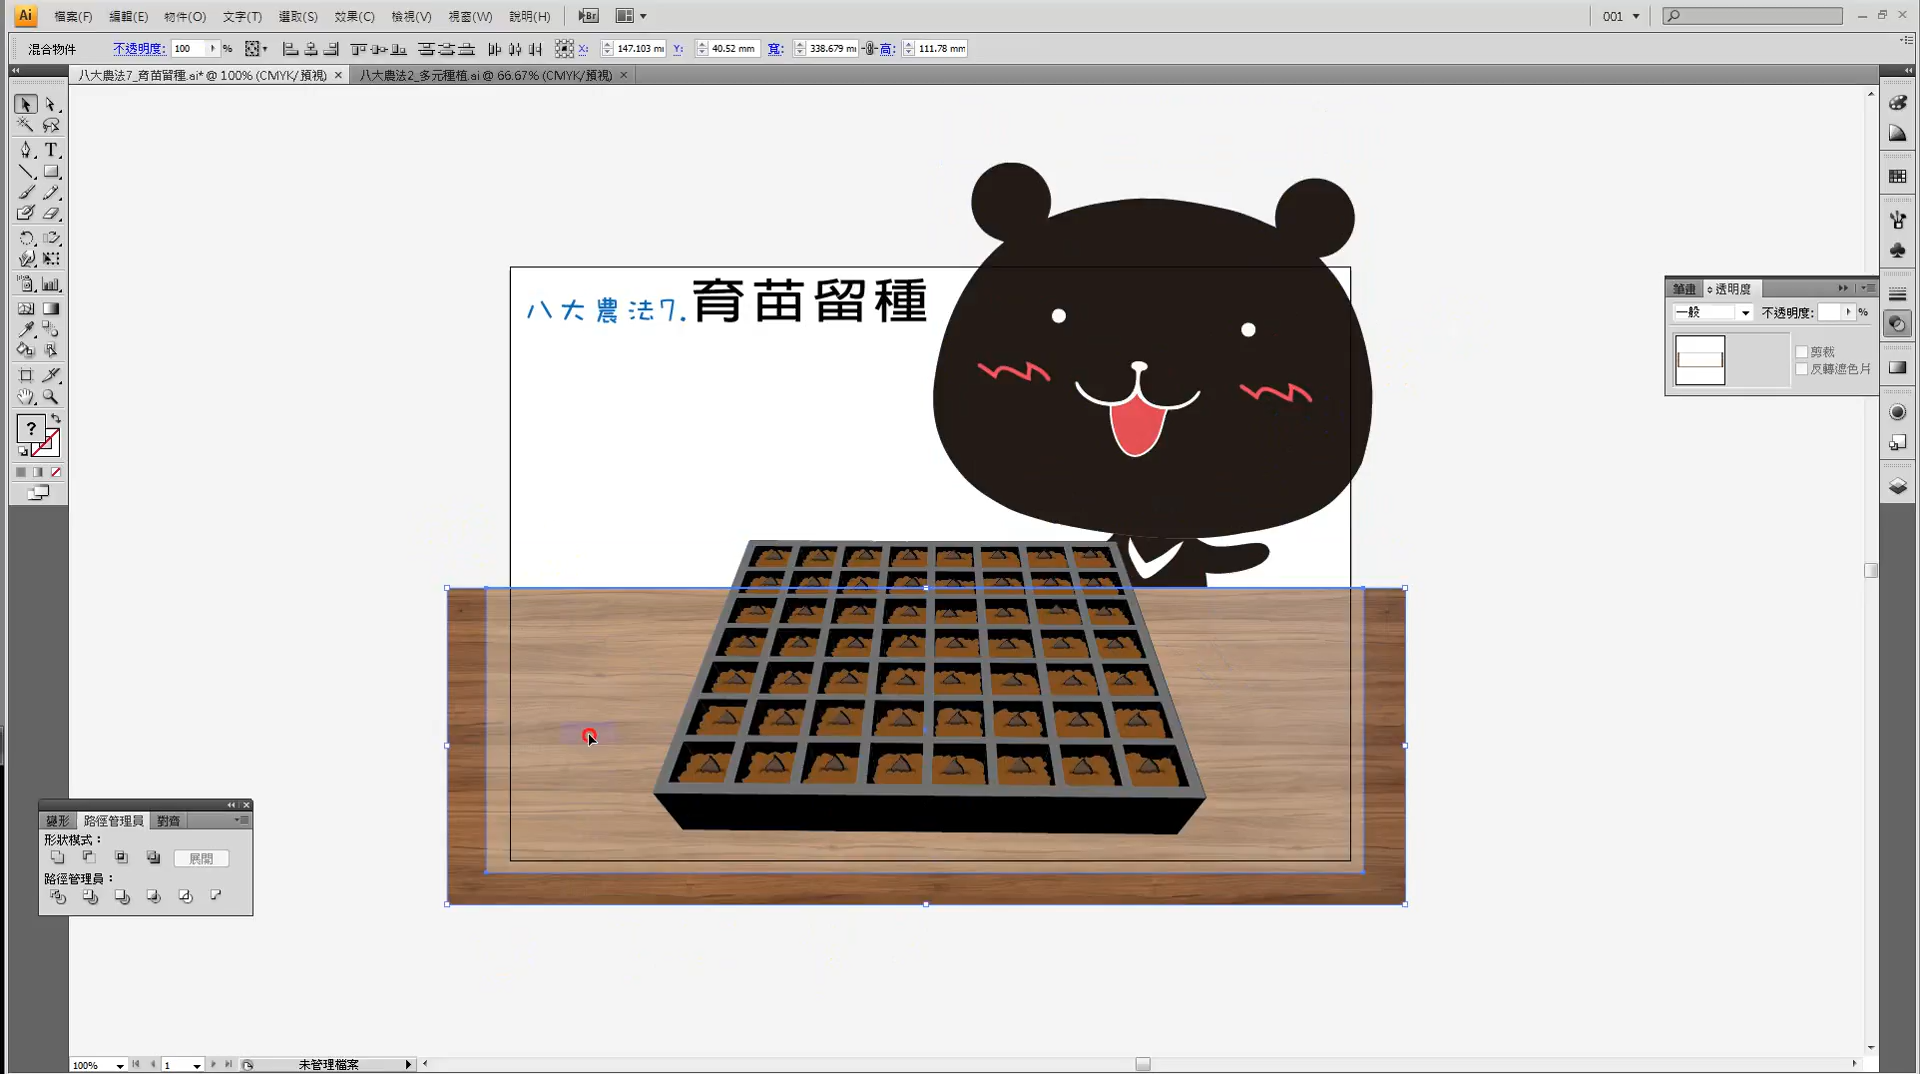 Ai 檔案(F) 編輯(E) 物件(O) 文字(T) 選取(S) 效果(C) 檢視(V) 視窗(W) 說明(H) Br 001
混合物件 不透明度: 100 % X: 147.103 m Y: 40.52 mm 寬: 338.679 m 高: 111.78 mm
八大農法7_育苗留種.ai* @ 100% (CMYK/預視) × 八大農法2_多元種植.ai @ 66.67% (CMYK/預視) ×
八大農法7.育苗留種
筆畫 透明度
一般 不透明度: %
剪裁
反轉遮色片
?
變形 路徑管理員 對齊
形狀模式:
展開
路徑管理員:
100% 1 未管理檔案